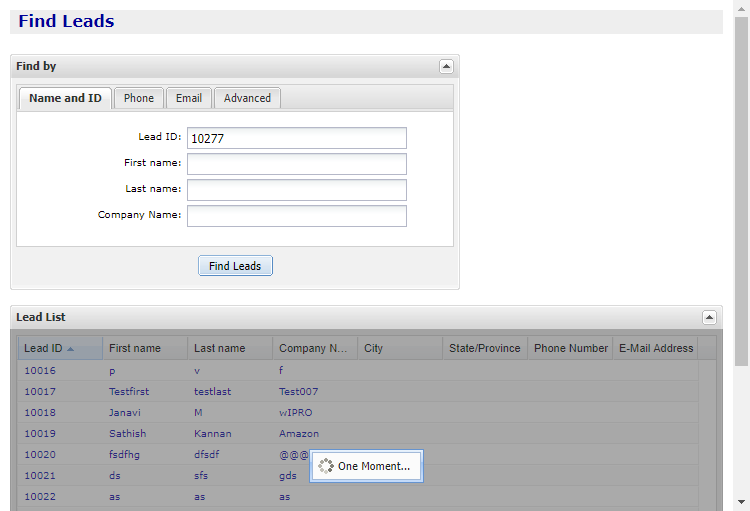 Find Leads
Find by
Name and ID Phone Email Advanced
Lead ID: 10277
First name:
Last name:
Company Name:
Find Leads
Lead List
Lead ID First name Last name Company N... City State/Province Phone Number E-Mail Address
10016 p v f
10017 Testfirst testlast Test007
10018 Janavi M wIPRO
10019 Sathish Kannan Amazon
10020 fsdfhg dfsdf @@@
One Moment...
10021 ds sfs gds
10022 as as as